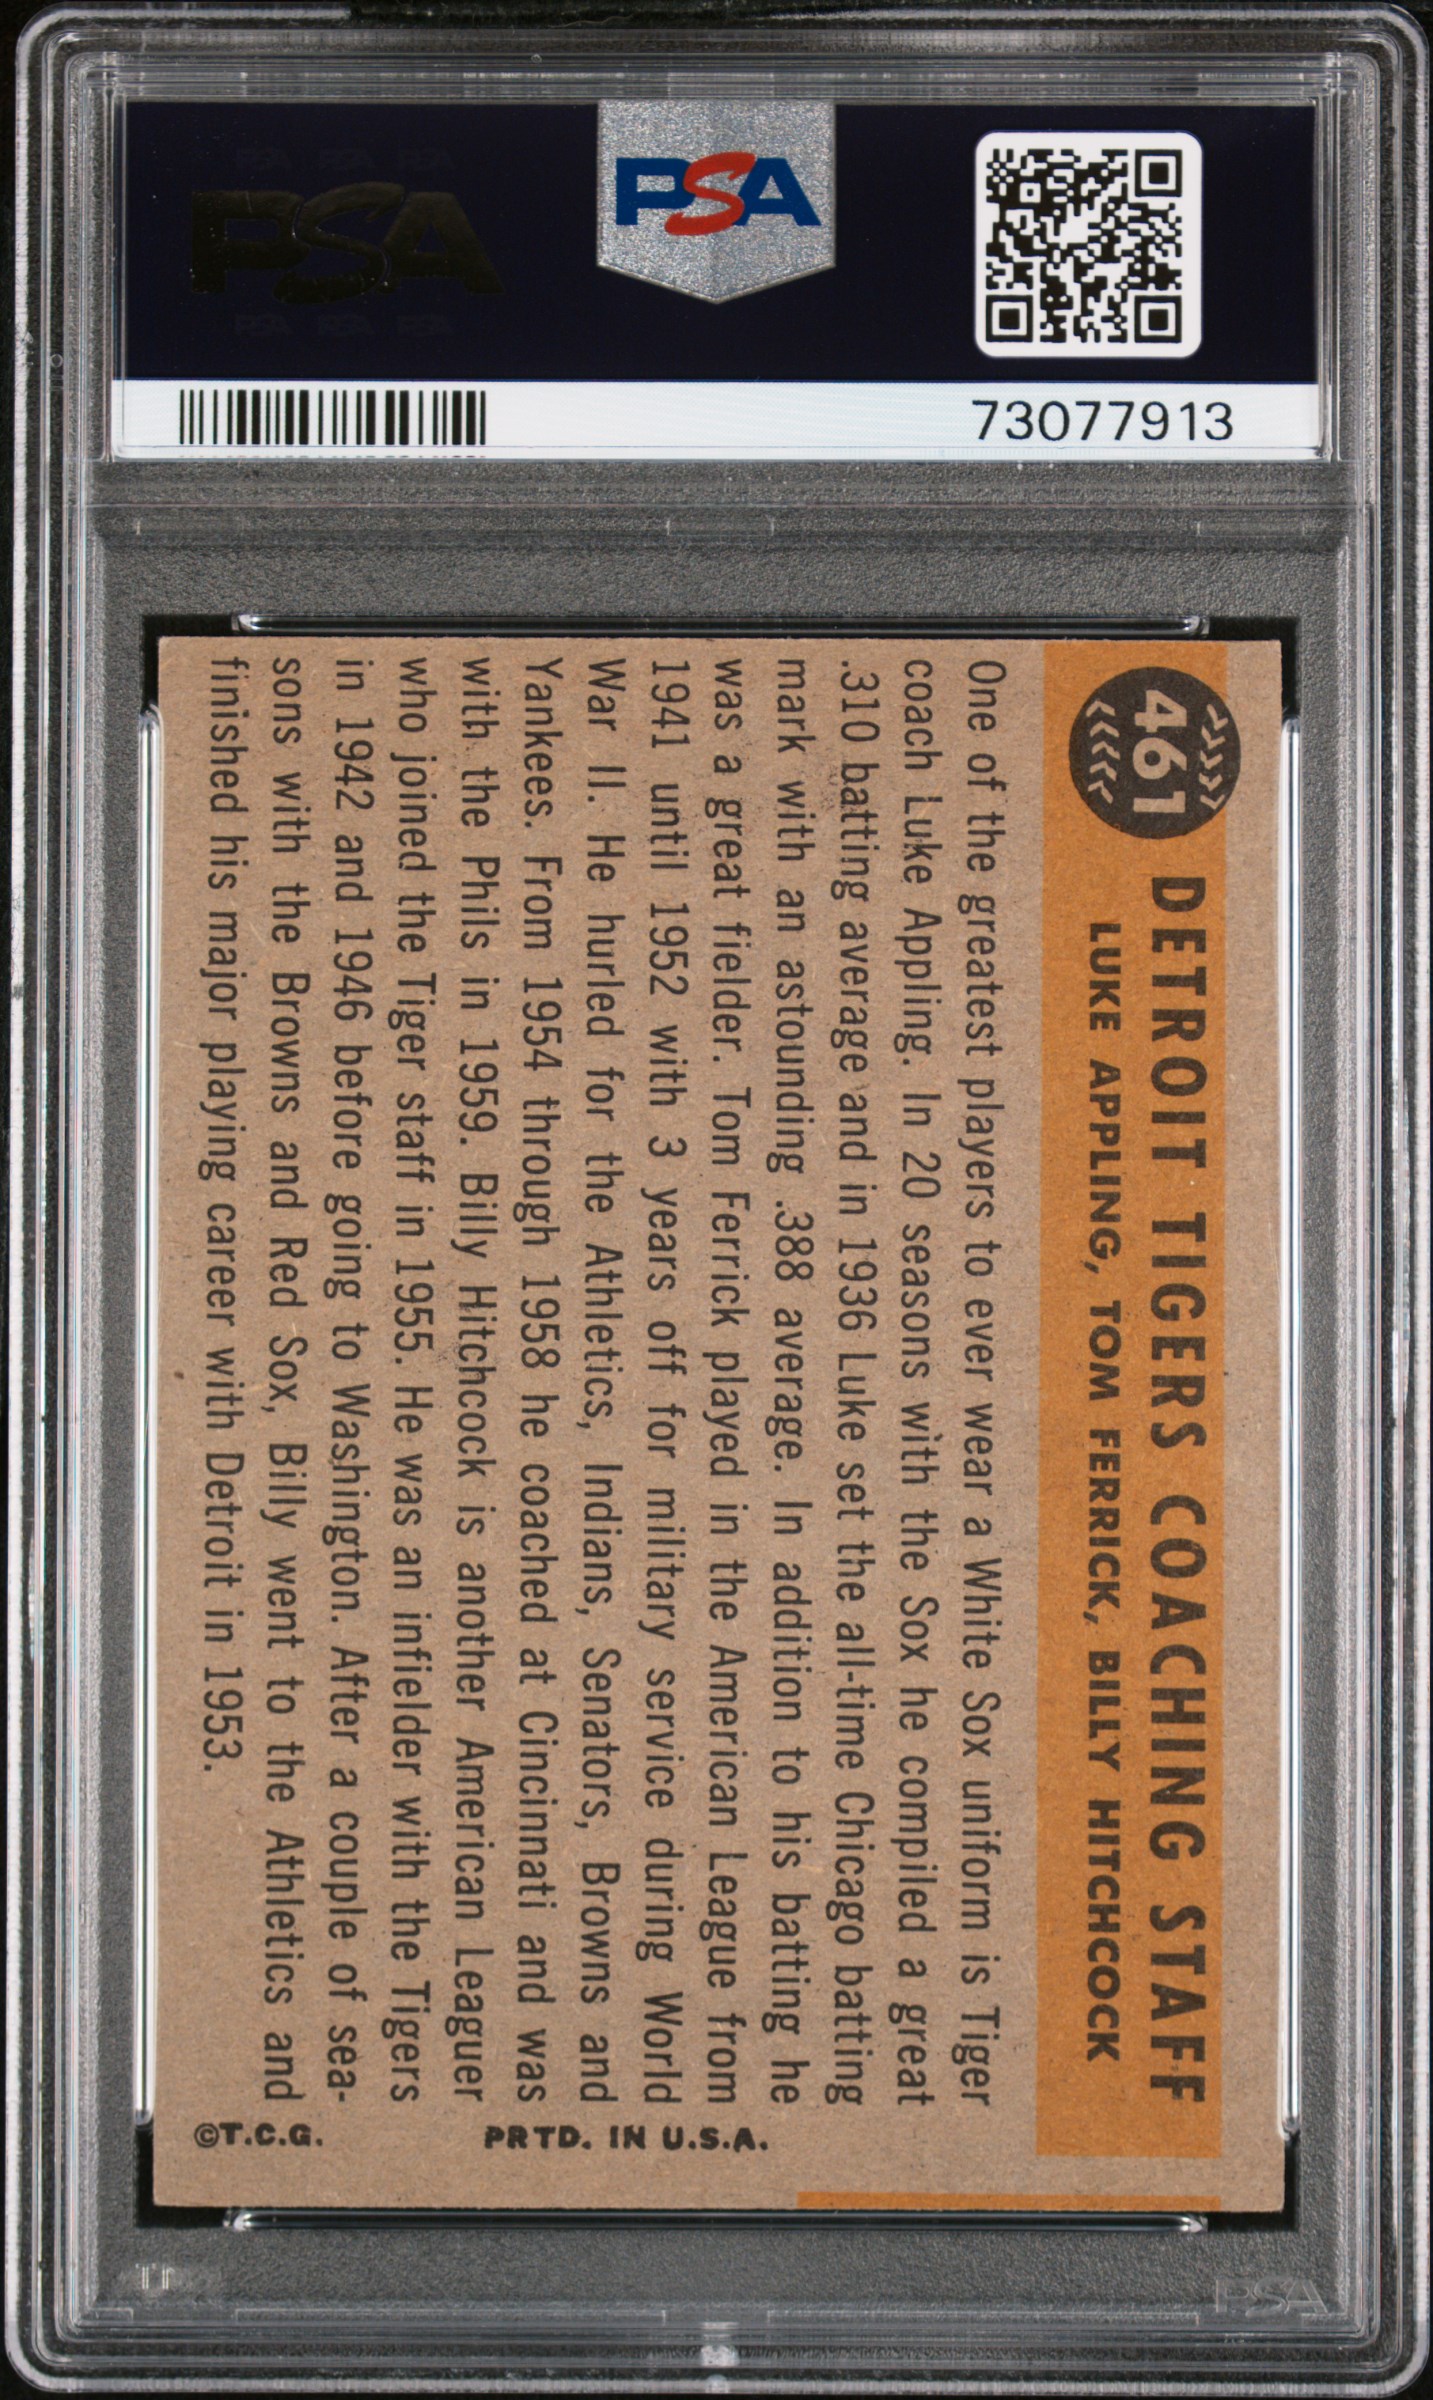 PSA
PSA
73077913
461
DETROIT TIGERS COACHING STAFF
LUKE APPLING, TOM FERRICK, BILLY HITCHCOCK
One of the greatest players to ever wear a White Sox uniform is Tiger
coach Luke Appling. In 20 seasons with the Sox he compiled a great
.310 batting average and in 1936 Luke set the all-time Chicago batting
mark with an astounding .388 average. In addition to his batting he
was a great fielder. Tom Ferrick played in the American League from
1941 until 1952 with 3 years off for military service during World
War II. He hurled for the Athletics, Indians, Senators, Browns and
Yankees. From 1954 through 1958 he coached at Cincinnati and was
with the Phils in 1959. Billy Hitchcock is another American Leaguer
who joined the Tiger staff in 1955. He was an infielder with the Tigers
in 1942 and 1946 before going to Washington. After a couple of sea-
sons with the Browns and Red Sox, Billy went to the Athletics and
finished his major playing career with Detroit in 1953.
©T.C.G.
PRTD. IN U.S.A.
PSA